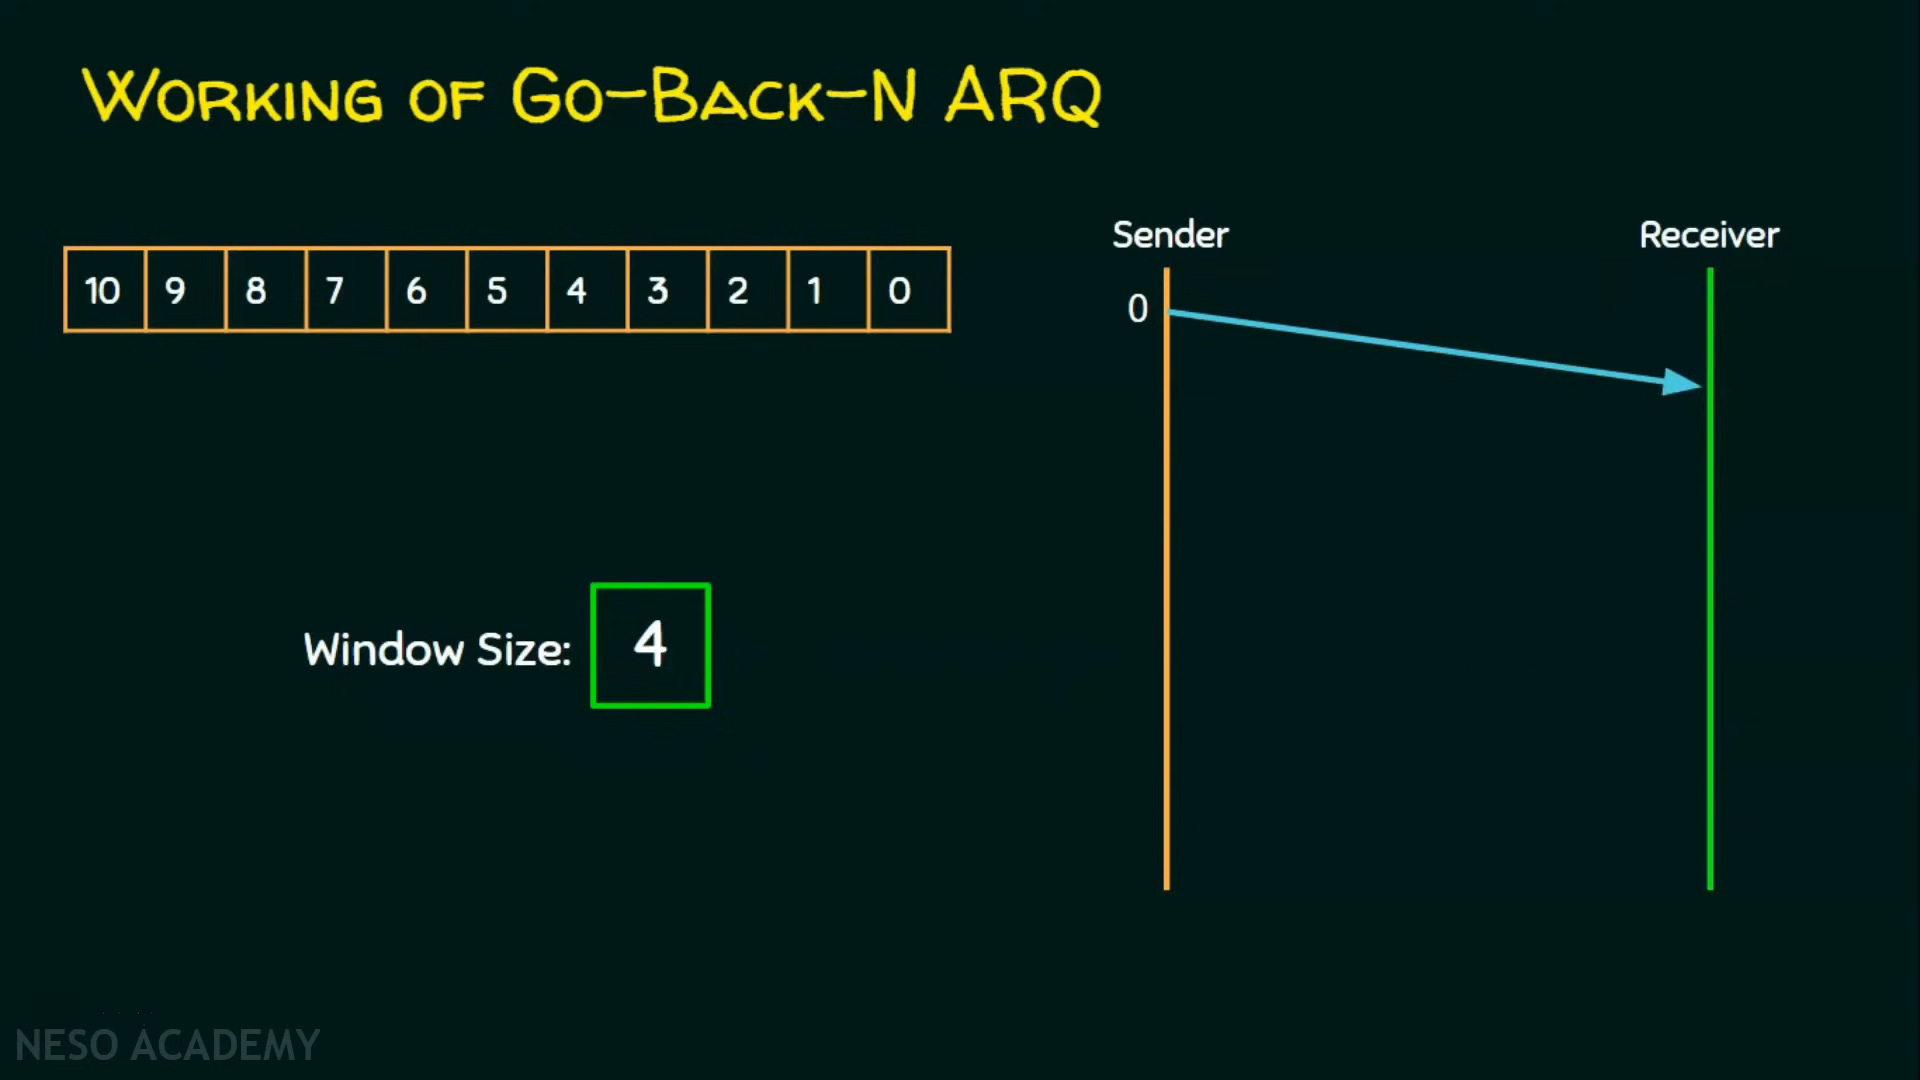 WORKING OF GO-BACK-N ARQ
Sender
Receiver
10 9 8 7 6 5 4 3 2 1 0
0
Window Size: 4
NESO ACADEMY